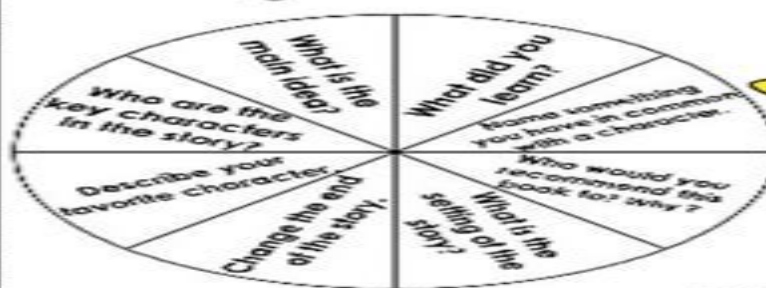 What is the
main idea?
What did you
learn?
Name something
you have in common
with a character.
Who would you
recommend this
book to? Why?
What is the
setting of the
story?
Change the end
of the story.
Describe your
favorite character.
Who are the
key characters
in the story?